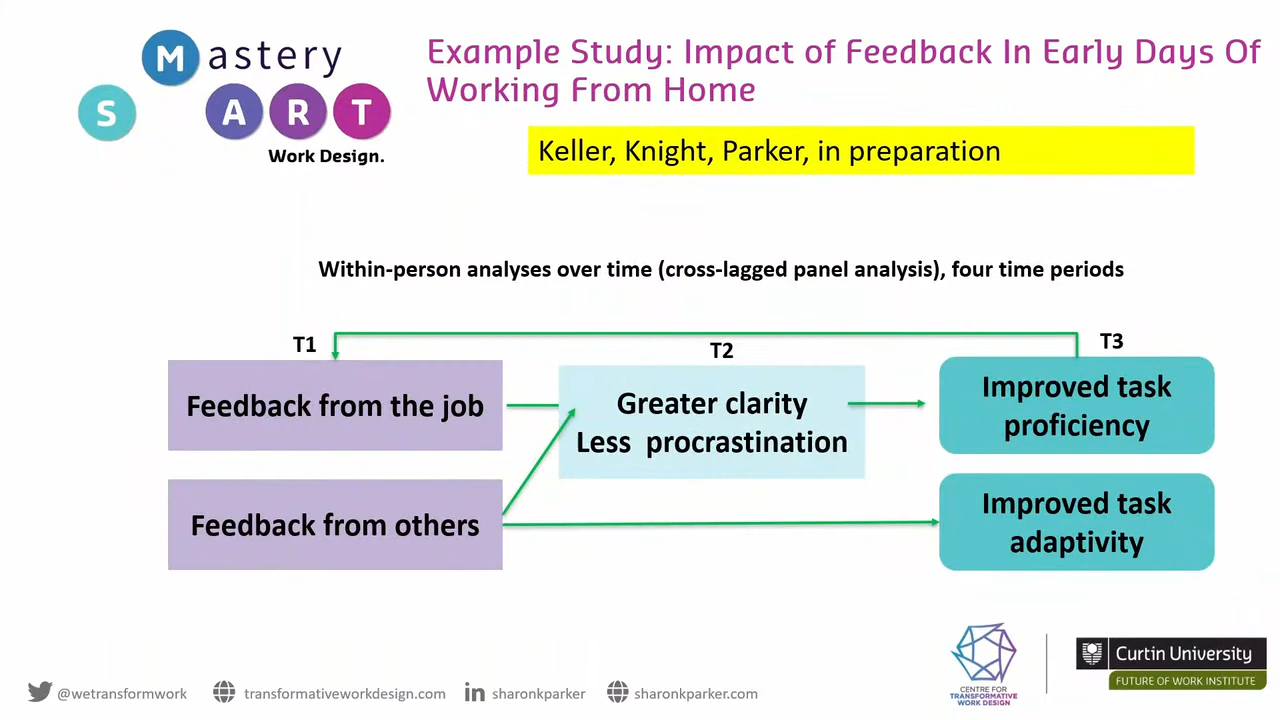 Mastery
SART
Work Design.
Example Study: Impact of Feedback In Early Days Of
Working From Home
Keller, Knight, Parker, in preparation
Within-person analyses over time (cross-lagged panel analysis), four time periods
T1
T2
T3
Feedback from the job
Greater clarity
Less procrastination
Improved task
proficiency
Feedback from others
Improved task
adaptivity
CENTRE FOR
TRANSFORMATIVE
WORK DESIGN
Curtin University
FUTURE OF WORK INSTITUTE
@wetransformwork
transformativeworkdesign.com
in sharonkparker
sharonkparker.com